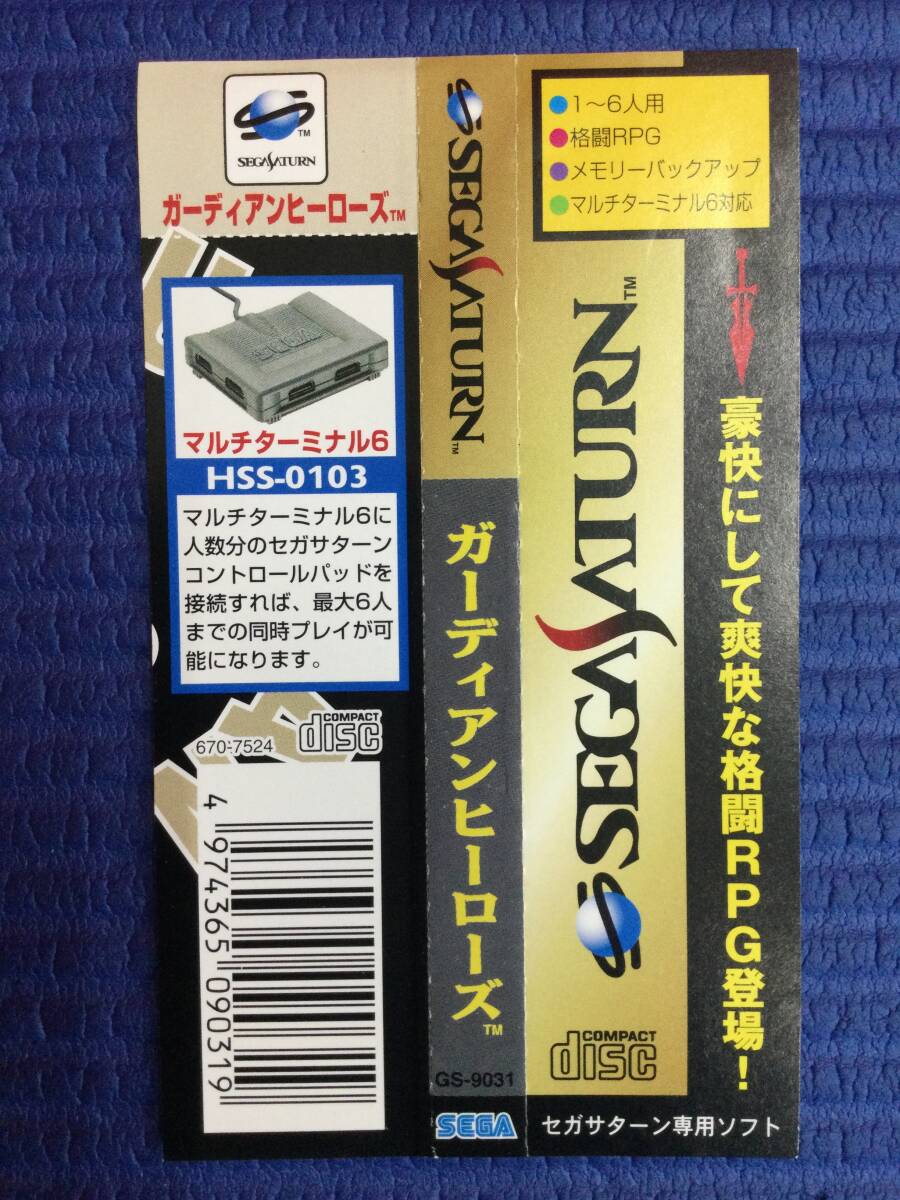 TM
SEGA SATURN
ガーディアンヒーローズ™
SEGA
マルチターミナル6
HSS-0103
マルチターミナル6に
人数分のセガサターン
コントロールパッドを
接続すれば、最大6人
までの同時プレイが可
能になります。
670-7524
COMPACT
disc
4 974365 090319
SEGA SATURN™
ガーディアンヒーローズ™
GS-9031
SEGA
●1〜6人用
●格闘RPG
●メモリーバックアップ
●マルチターミナル6対応
SEGA SATURN™
COMPACT
disc
豪快にして爽快な格闘RPG登場!
セガサターン専用ソフト